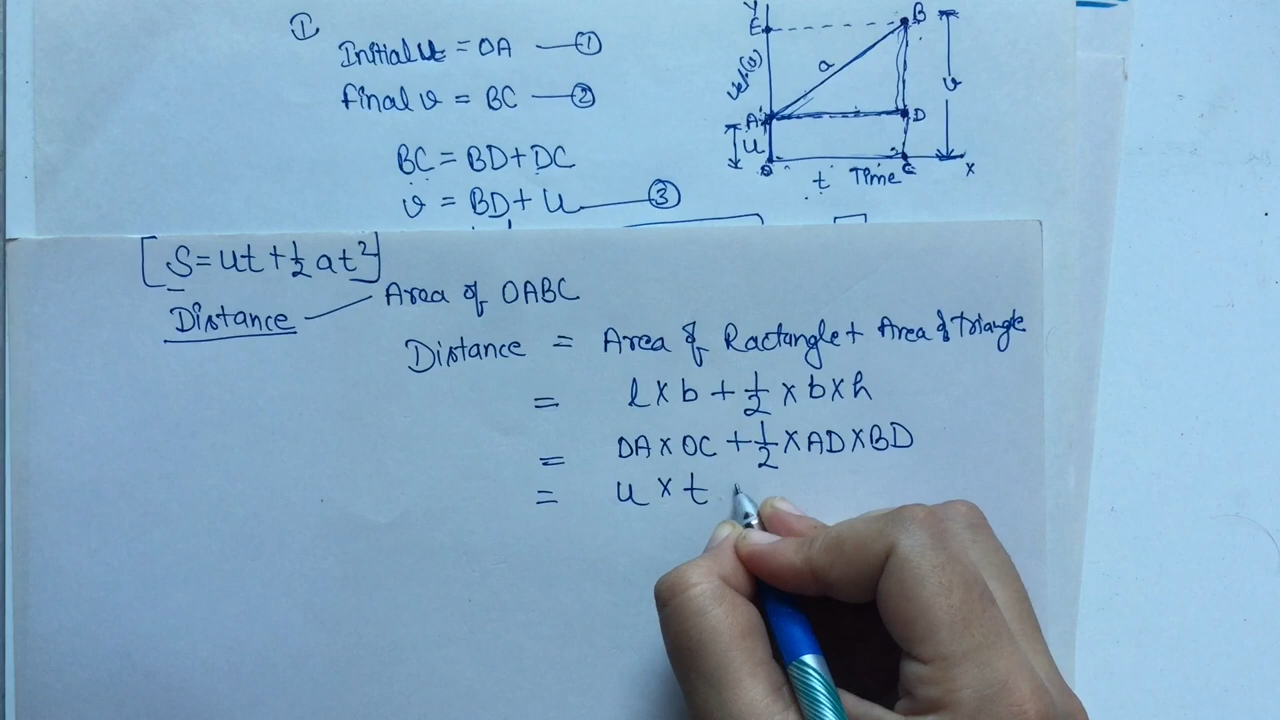 ①
Initial u = OA — ①
Final v = BC — ②
BC = BD + DC
v = BD + u — ③
Y
E
B
a
v
A
D
u
O
C
X
t Time
[S = ut + ½ at²]
Distance — Area of OABC
Distance = Area of Ractangle + Area of Triangle
= l × b + ½ × b × h
= OA × OC + ½ × AD × BD
= u × t